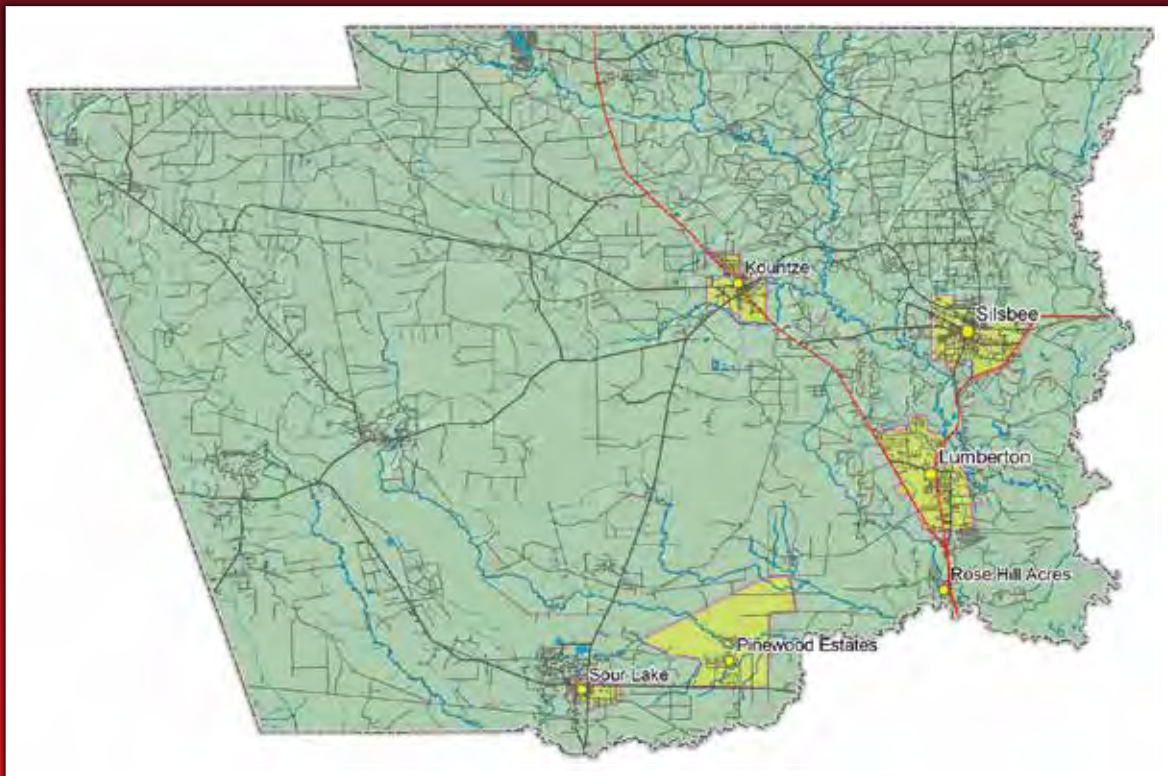 Kountze
Silsbee
Lumberton
Rose Hill Acres
Pinewood Estates
Sour Lake